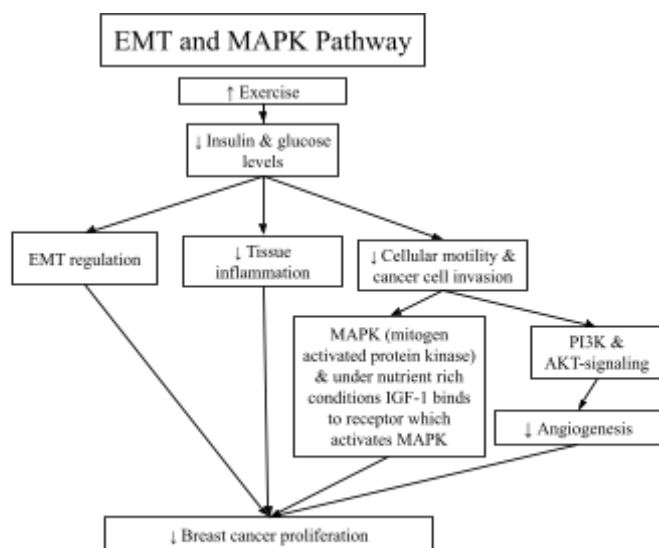 EMT and MAPK Pathway
↑ Exercise
↓ Insulin & glucose
levels
EMT regulation
↓ Tissue
inflammation
↓ Cellular motility &
cancer cell invasion
MAPK (mitogen
activated protein kinase)
& under nutrient rich
conditions IGF-1 binds
to receptor which
activates MAPK
PI3K &
AKT-signaling
↓ Angiogenesis
↓ Breast cancer proliferation